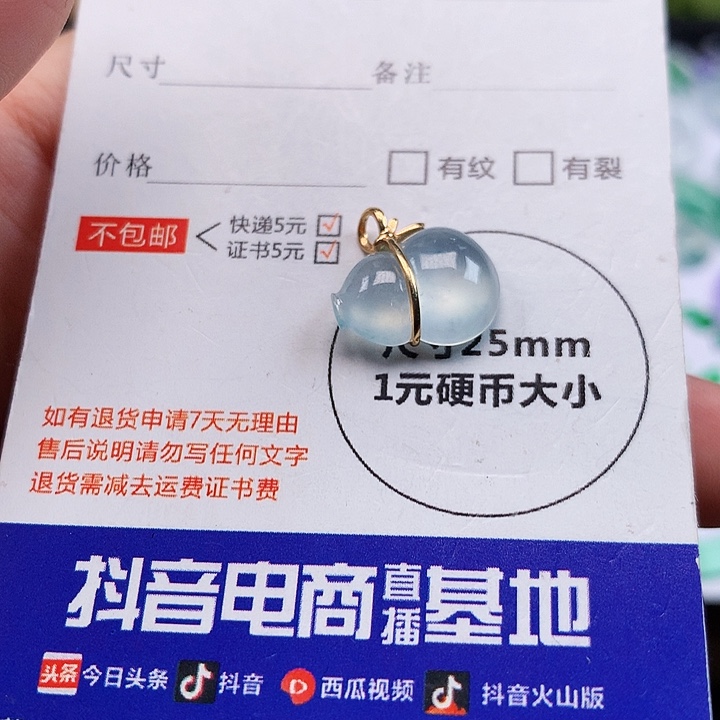 尺寸 备注
价格 有纹 有裂
不包邮 快递5元
证书5元
尺寸25mm
1元硬币大小
如有退货申请7天无理由
售后说明请勿写任何文字
退货需减去运费证书费
抖音电商直播基地
头条 今日头条 抖音 西瓜视频 抖音火山版